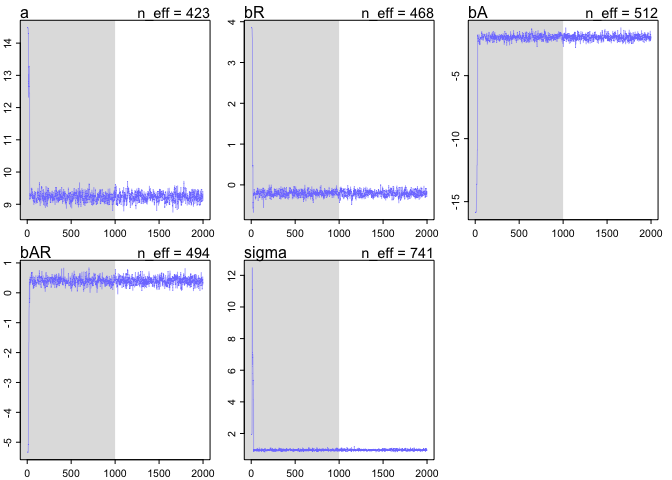 a n_eff = 423
14
13
12
11
10
9
0 500 1000 1500 2000
bR n_eff = 468
4
3
2
1
0
0 500 1000 1500 2000
bA n_eff = 512
-5
-10
-15
0 500 1000 1500 2000
bAR n_eff = 494
1
0
-1
-2
-3
-4
-5
0 500 1000 1500 2000
sigma n_eff = 741
12
10
8
6
4
2
0 500 1000 1500 2000